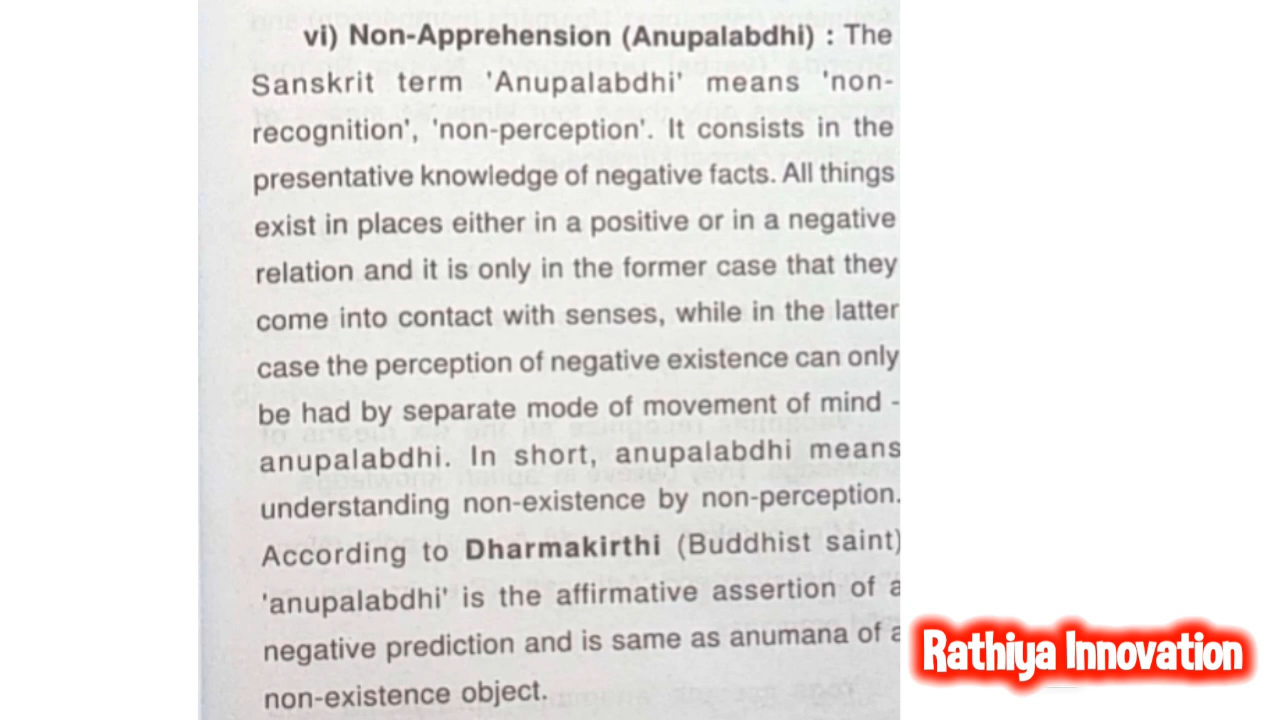 vi) Non-Apprehension (Anupalabdhi) : The
Sanskrit term 'Anupalabdhi' means 'non-
recognition', 'non-perception'. It consists in the
presentative knowledge of negative facts. All things
exist in places either in a positive or in a negative
relation and it is only in the former case that they
come into contact with senses, while in the latter
case the perception of negative existence can only
be had by separate mode of movement of mind -
anupalabdhi. In short, anupalabdhi means
understanding non-existence by non-perception.
According to Dharmakirthi (Buddhist saint)
'anupalabdhi' is the affirmative assertion of a
negative prediction and is same as anumana of a
non-existence object.
Rathiya Innovation